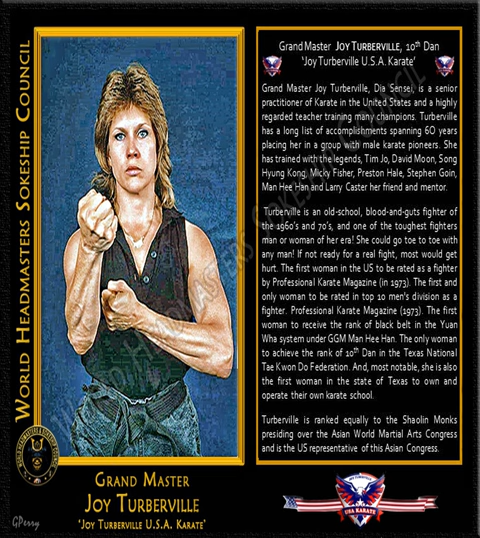 WORLD HEADMASTERS SOKESHIP COUNCIL
Grand Master JOY TURBERVILLE, 10th Dan
'Joy Turberville U.S.A. Karate'
Grand Master Joy Turberville, Dia Sensei, is a senior
practitioner of Karate in the United States and a highly
regarded teacher training many champions. Turberville
has a long list of accomplishments spanning 60 years
placing her in a group with male karate pioneers. She
has trained with the legends, Tim Jo, David Moon, Song
Hyung Kong, Micky Fisher, Preston Hale, Stephen Goin,
Man Hee Han and Larry Caster her friend and mentor.
Turberville is an old-school, blood-and-guts fighter of
the 1960's and 70's, and one of the toughest fighters
man or woman of her era! She could go toe to toe with
any man! If not ready for a real fight, most would get
hurt. The first woman in the US to be rated as a fighter
by Professional Karate Magazine (in 1973). The first and
only woman to be rated in top 10 men's division as a
fighter. Professional Karate Magazine (1973). The first
woman to receive the rank of black belt in the Yuan
Wha system under GGM Man Hee Han. The only woman
to achieve the rank of 10th Dan in the Texas National
Tae Kwon Do Federation. And, most notable, she is also
the first woman in the state of Texas to own and
operate their own karate school.
Turberville is ranked equally to the Shaolin Monks
presiding over the Asian World Martial Arts Congress
and is the US representative of this Asian Congress.
GRAND MASTER
JOY TURBERVILLE
'JOY TURBERVILLE U.S.A. KARATE'
USA KARATE
GPerry